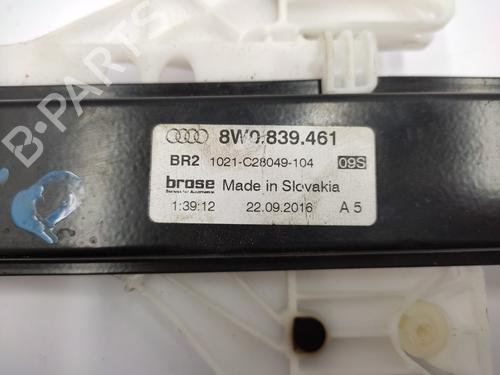 8W0.839.461
BR2 1021-C28049-104 09S
brose Made in Slovakia
1:39:12 22.09.2016 A 5
B-PARTS